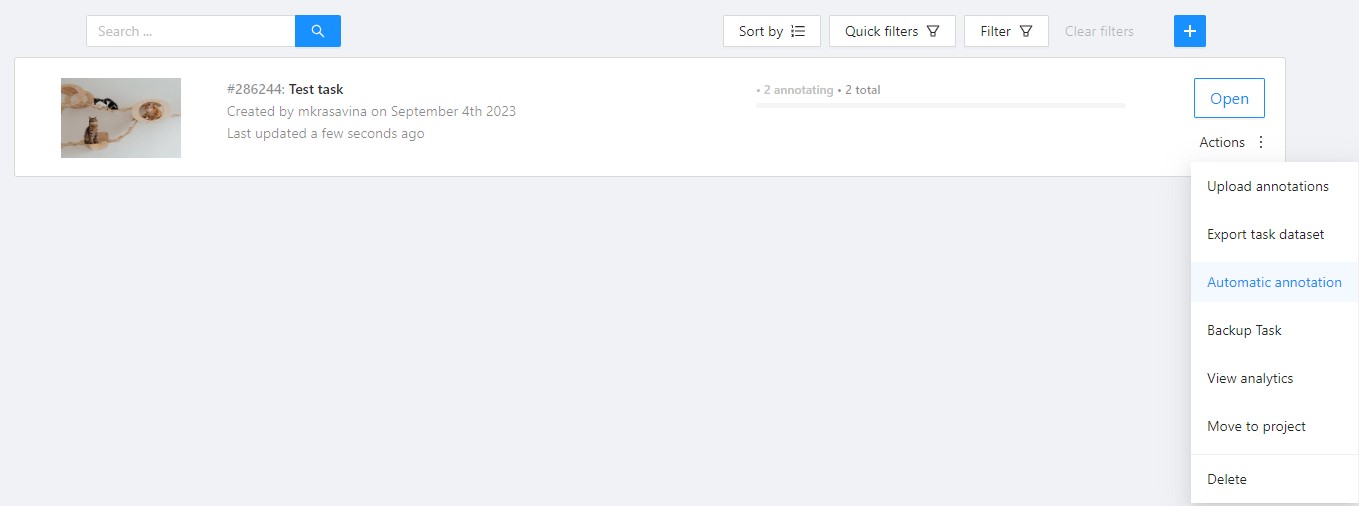 Search ...
Sort by
Quick filters
Filter
Clear filters
#286244: Test task
• 2 annotating • 2 total
Open
Created by mkrasavina on September 4th 2023
Last updated a few seconds ago
Actions
Upload annotations
Export task dataset
Automatic annotation
Backup Task
View analytics
Move to project
Delete